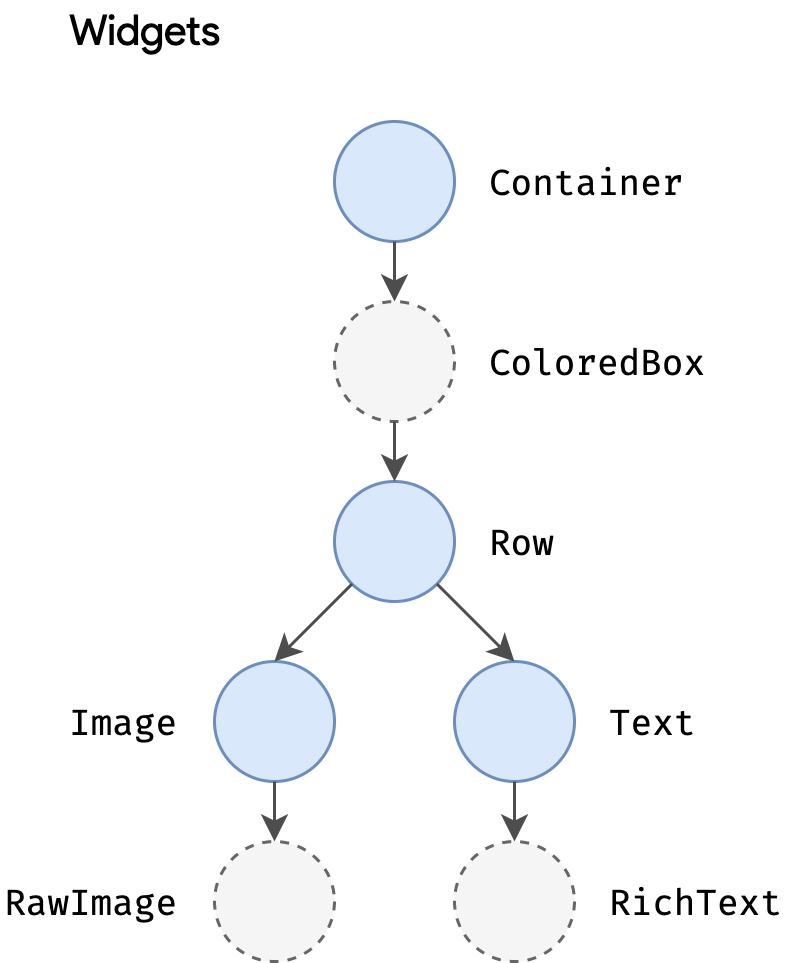 Widgets
Container
ColoredBox
Row
Image
Text
RawImage
RichText